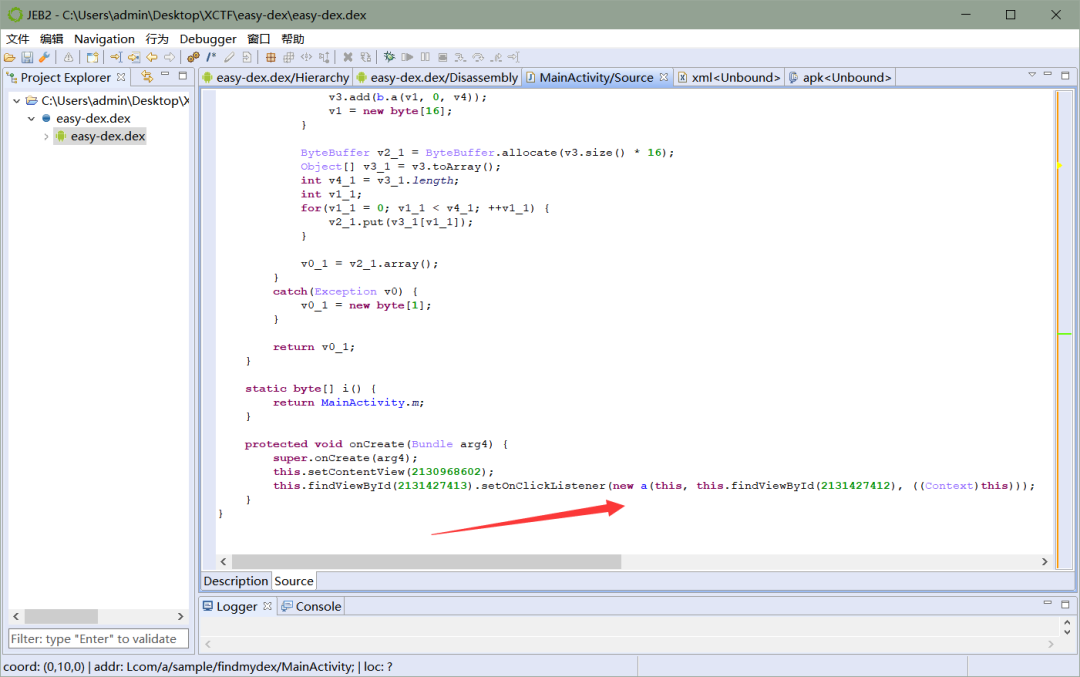 JEB2 - C:\Users\admin\Desktop\XCTF\easy-dex\easy-dex.dex
文件 编辑 Navigation 行为 Debugger 窗口 帮助
Project Explorer
easy-dex.dex/Hierarchy easy-dex.dex/Disassembly MainActivity/Source xml<Unbound> apk<Unbound>
C:\Users\admin\Desktop\X
easy-dex.dex
easy-dex.dex
v3.add(b.a(v1, 0, v4));
v1 = new byte[16];
}
ByteBuffer v2_1 = ByteBuffer.allocate(v3.size() * 16);
Object[] v3_1 = v3.toArray();
int v4_1 = v3_1.length;
int v1_1;
for(v1_1 = 0; v1_1 < v4_1; ++v1_1) {
v2_1.put(v3_1[v1_1]);
}
v0_1 = v2_1.array();
}
catch(Exception v0) {
v0_1 = new byte[1];
}
return v0_1;
}
static byte[] i() {
return MainActivity.m;
}
protected void onCreate(Bundle arg4) {
super.onCreate(arg4);
this.setContentView(2130968602);
this.findViewById(2131427413).setOnClickListener(new a(this, this.findViewById(2131427412), ((Context)this)));
}
}
Description Source
Logger Console
Filter: type "Enter" to validate
coord: (0,10,0) | addr: Lcom/a/sample/findmydex/MainActivity; | loc: ?